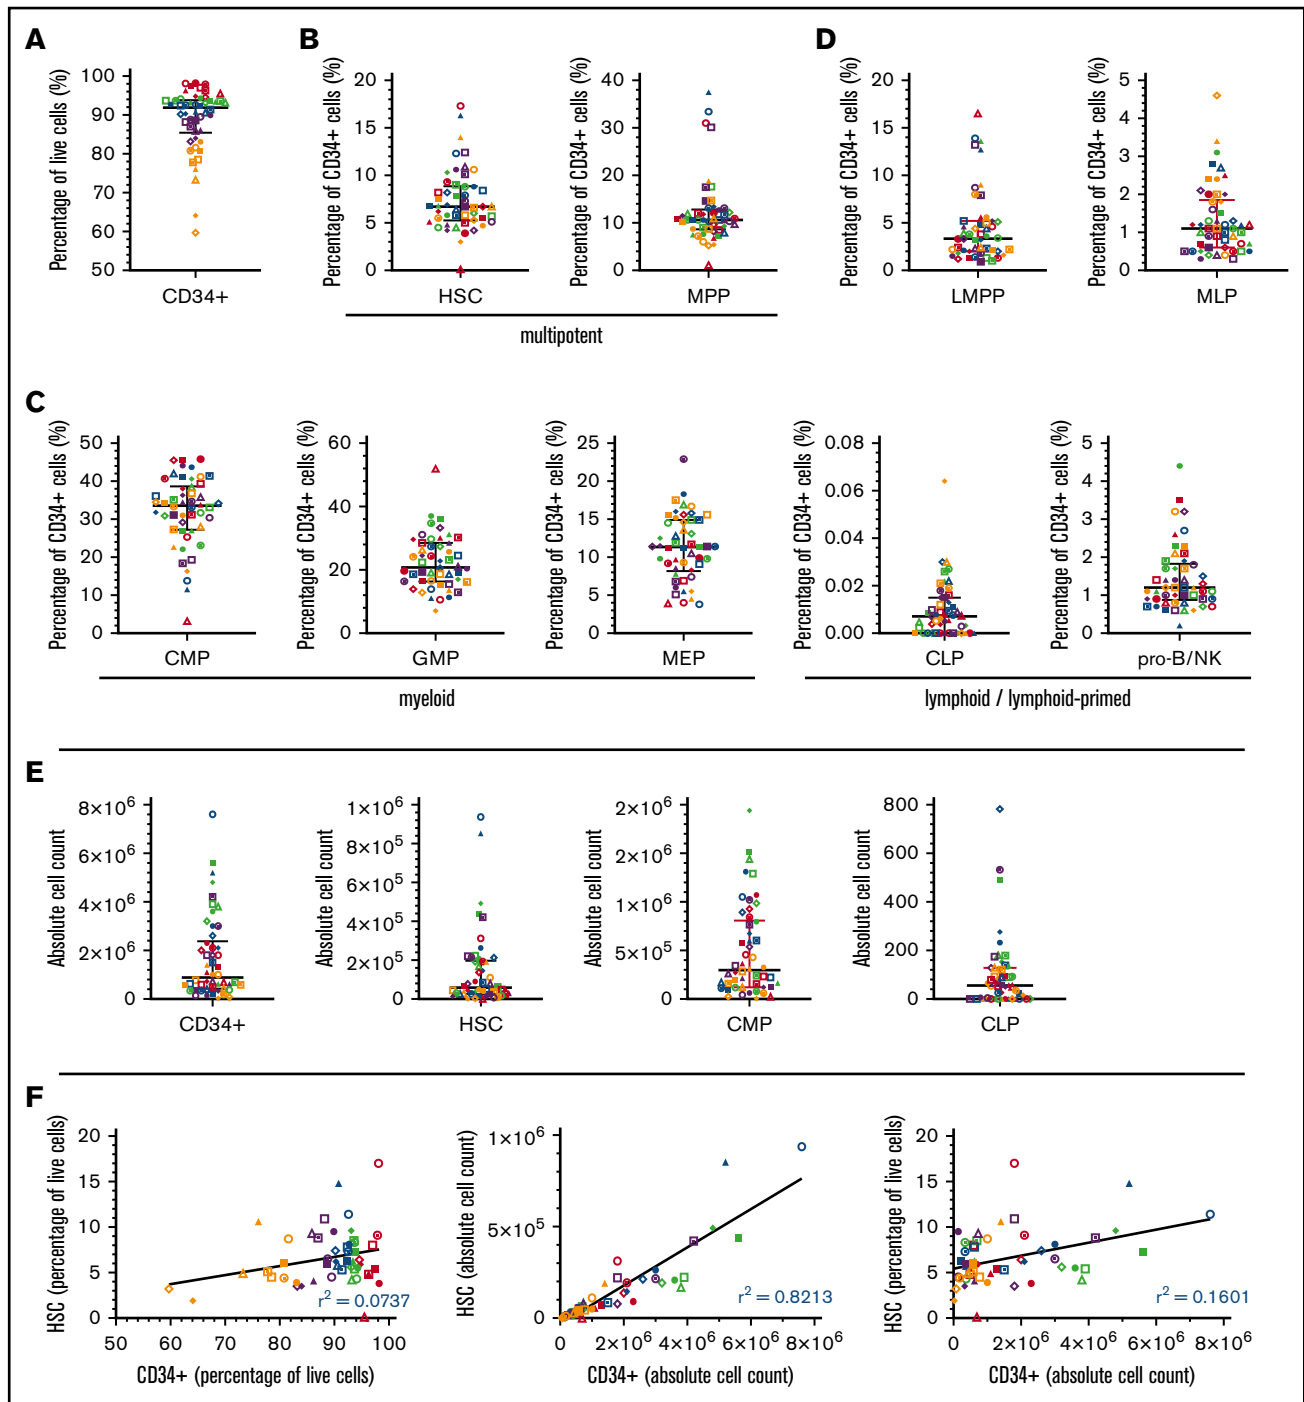 A
Percentage of live cells (%)
100
90
80
70
60
50
CD34+
B
Percentage of CD34+ cells (%)
20
15
10
5
0
HSC
Percentage of CD34+ cells (%)
40
30
20
10
0
MPP
multipotent
D
Percentage of CD34+ cells (%)
20
15
10
5
0
LMPP
Percentage of CD34+ cells (%)
5
4
3
2
1
0
MLP
C
Percentage of CD34+ cells (%)
50
40
30
20
10
0
CMP
Percentage of CD34+ cells (%)
60
40
20
0
GMP
Percentage of CD34+ cells (%)
25
20
15
10
5
0
MEP
myeloid
Percentage of CD34+ cells (%)
0.08
0.06
0.04
0.02
0.00
CLP
Percentage of CD34+ cells (%)
5
4
3
2
1
0
pro-B/NK
lymphoid / lymphoid-primed
E
Absolute cell count
8×10⁶
6×10⁶
4×10⁶
2×10⁶
0
CD34+
Absolute cell count
1×10⁶
8×10⁵
6×10⁵
4×10⁵
2×10⁵
0
HSC
Absolute cell count
2×10⁶
2×10⁶
1×10⁶
5×10⁵
0
CMP
Absolute cell count
800
600
400
200
0
CLP
F
HSC (percentage of live cells)
20
15
10
5
0
r² = 0.0737
50 60 70 80 90 100
CD34+ (percentage of live cells)
HSC (absolute cell count)
1×10⁶
5×10⁵
0
r² = 0.8213
0 2×10⁶ 4×10⁶ 6×10⁶ 8×10⁶
CD34+ (absolute cell count)
HSC (percentage of live cells)
20
15
10
5
0
r² = 0.1601
0 2×10⁶ 4×10⁶ 6×10⁶ 8×10⁶
CD34+ (absolute cell count)